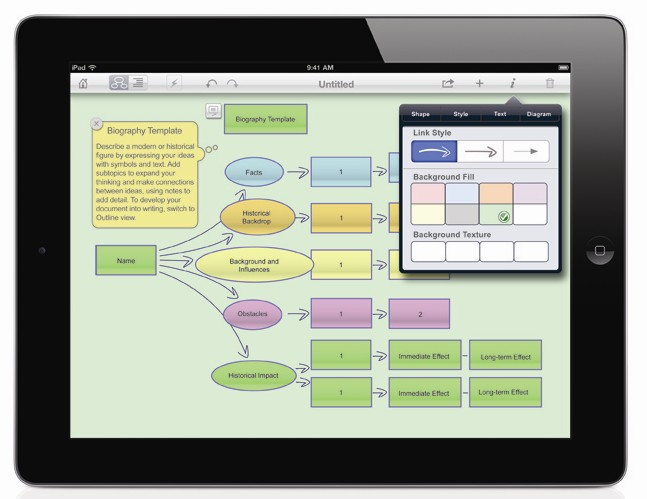 iPad
9:41 AM
Untitled
Biography Template
Describe a modern or historical
figure by expressing your ideas
with symbols and text. Add
subtopics to expand your
thinking and make connections
between ideas, using notes to
add detail. To develop your
document into writing, switch to
Outline view.
Biography Template
Shape Style Text Diagram
Link Style
Background Fill
Background Texture
Facts
1
Historical
Backdrop
1
Name
Background and
Influences
1
Obstacles
1
2
Historical Impact
1
Immediate Effect
Long-term Effect
1
Immediate Effect
Long-term Effect